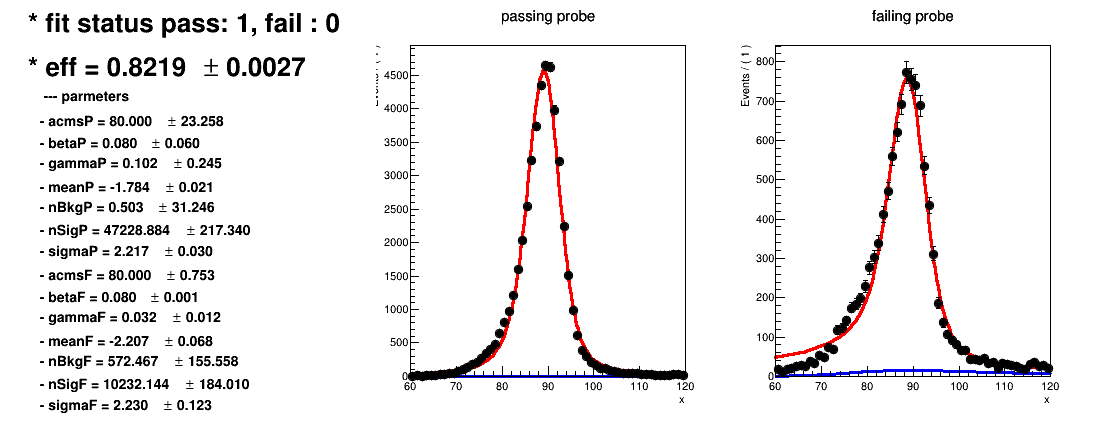 * fit status pass: 1, fail : 0
* eff = 0.8219 ± 0.0027
--- parmeters
- acmsP = 80.000 ± 23.258
- betaP = 0.080 ± 0.060
- gammaP = 0.102 ± 0.245
- meanP = -1.784 ± 0.021
- nBkgP = 0.503 ± 31.246
- nSigP = 47228.884 ± 217.340
- sigmaP = 2.217 ± 0.030
- acmsF = 80.000 ± 0.753
- betaF = 0.080 ± 0.001
- gammaF = 0.032 ± 0.012
- meanF = -2.207 ± 0.068
- nBkgF = 572.467 ± 155.558
- nSigF = 10232.144 ± 184.010
- sigmaF = 2.230 ± 0.123
passing probe
4500
4000
3500
3000
2500
2000
1500
1000
500
0
60 70 80 90 100 110 120
x
failing probe
Events / ( 1 )
800
700
600
500
400
300
200
100
0
60 70 80 90 100 110 120
x